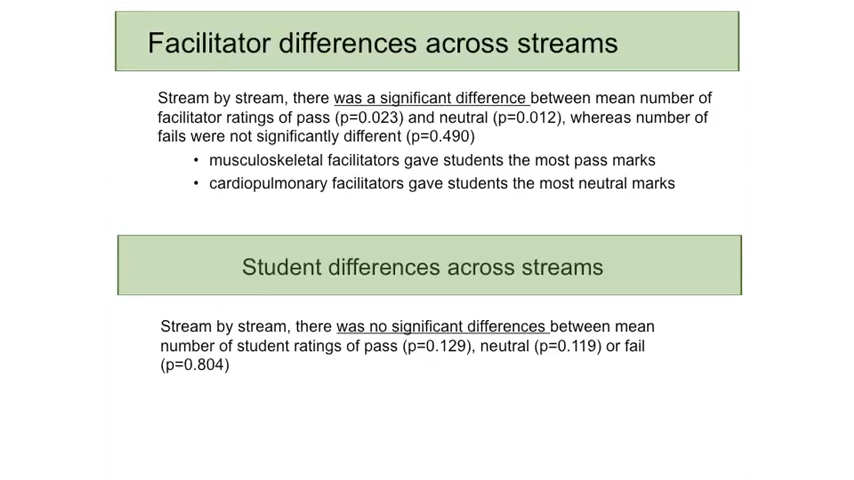 Facilitator differences across streams
Stream by stream, there was a significant difference between mean number of
facilitator ratings of pass (p=0.023) and neutral (p=0.012), whereas number of
fails were not significantly different (p=0.490)
• musculoskeletal facilitators gave students the most pass marks
• cardiopulmonary facilitators gave students the most neutral marks
Student differences across streams
Stream by stream, there was no significant differences between mean
number of student ratings of pass (p=0.129), neutral (p=0.119) or fail
(p=0.804)